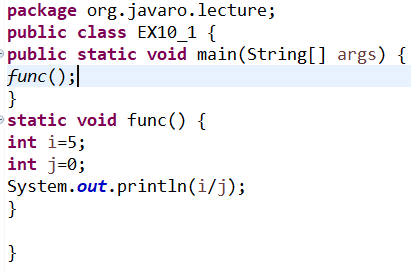 package org.javaro.lecture;
public class EX10_1 {
public static void main(String[] args) {
func();
}
static void func() {
int i=5;
int j=0;
System.out.println(i/j);
}
}